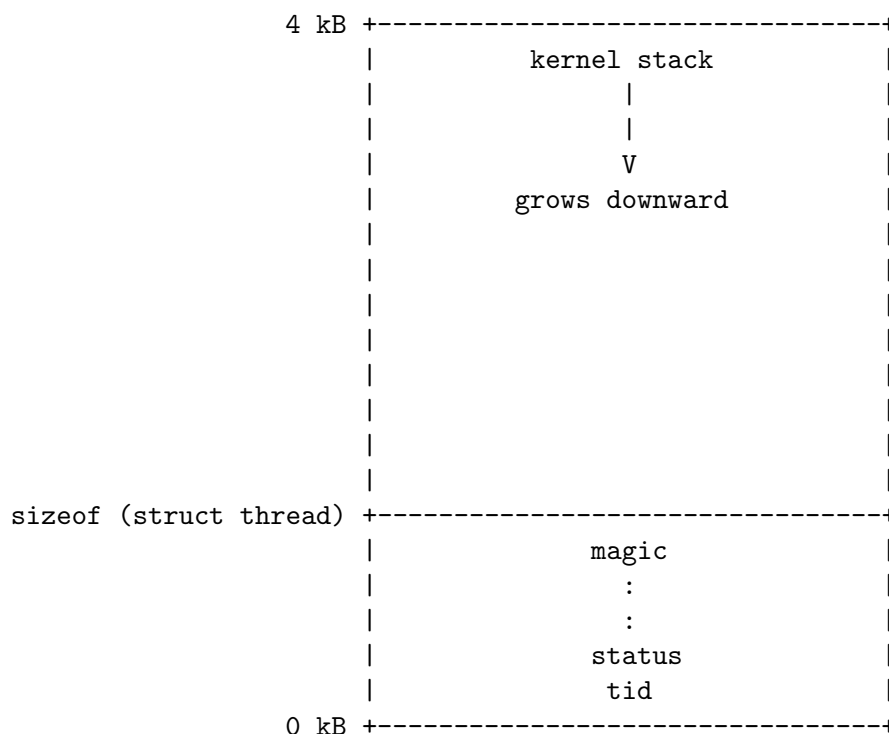 4 kB +---------------------------------+
| kernel stack |
| | |
| | |
| V |
| grows downward |
| |
| |
| |
| |
| |
| |
| |
| |
sizeof (struct thread) +---------------------------------+
| magic |
| : |
| : |
| status |
| tid |
0 kB +---------------------------------+